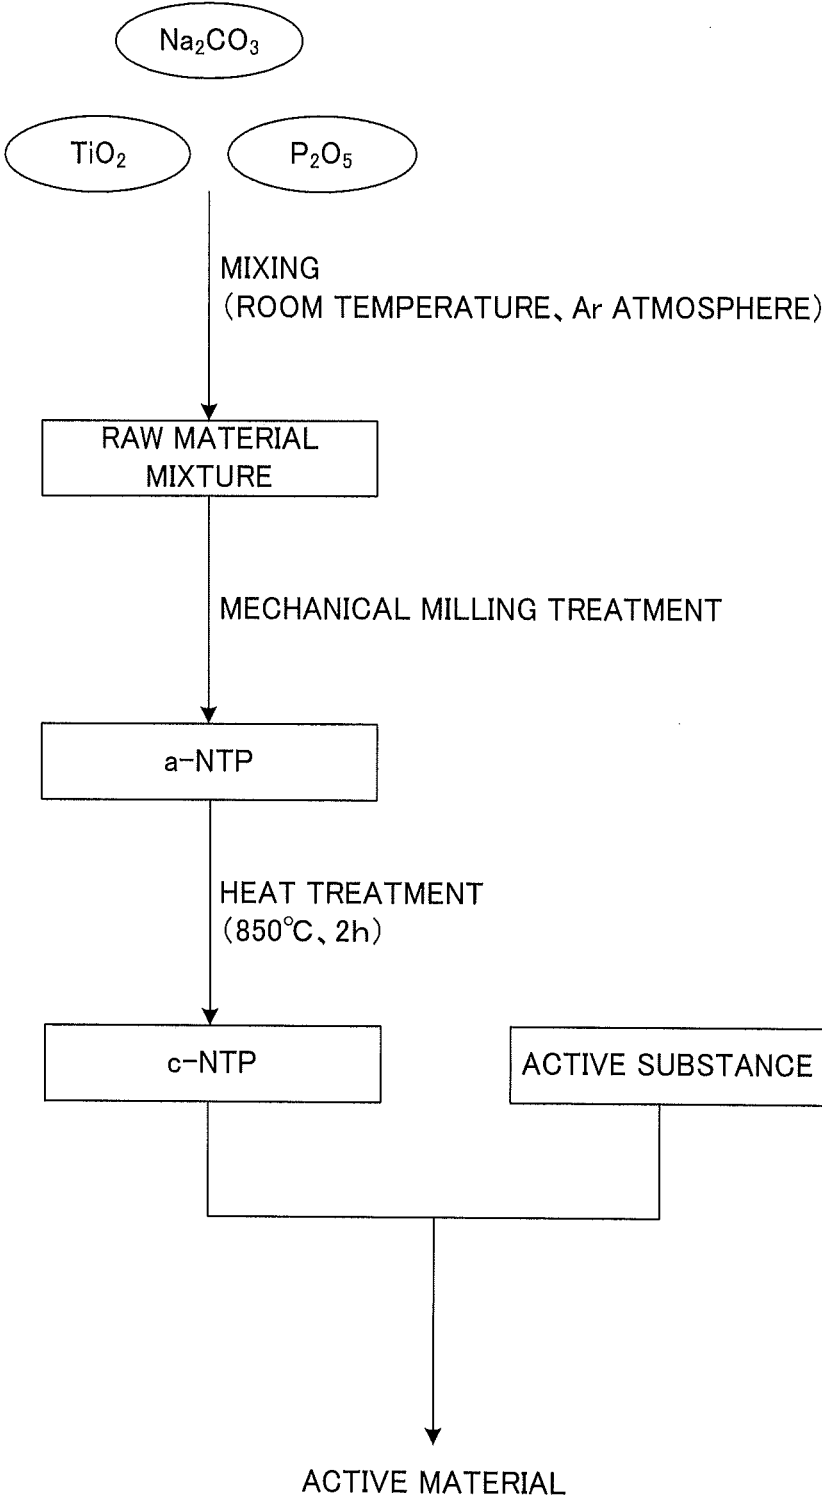 Na₂CO₃
TiO₂
P₂O₅
MIXING
(ROOM TEMPERATURE、Ar ATMOSPHERE)
RAW MATERIAL
MIXTURE
MECHANICAL MILLING TREATMENT
a-NTP
HEAT TREATMENT
(850℃、2h)
c-NTP
ACTIVE SUBSTANCE
ACTIVE MATERIAL